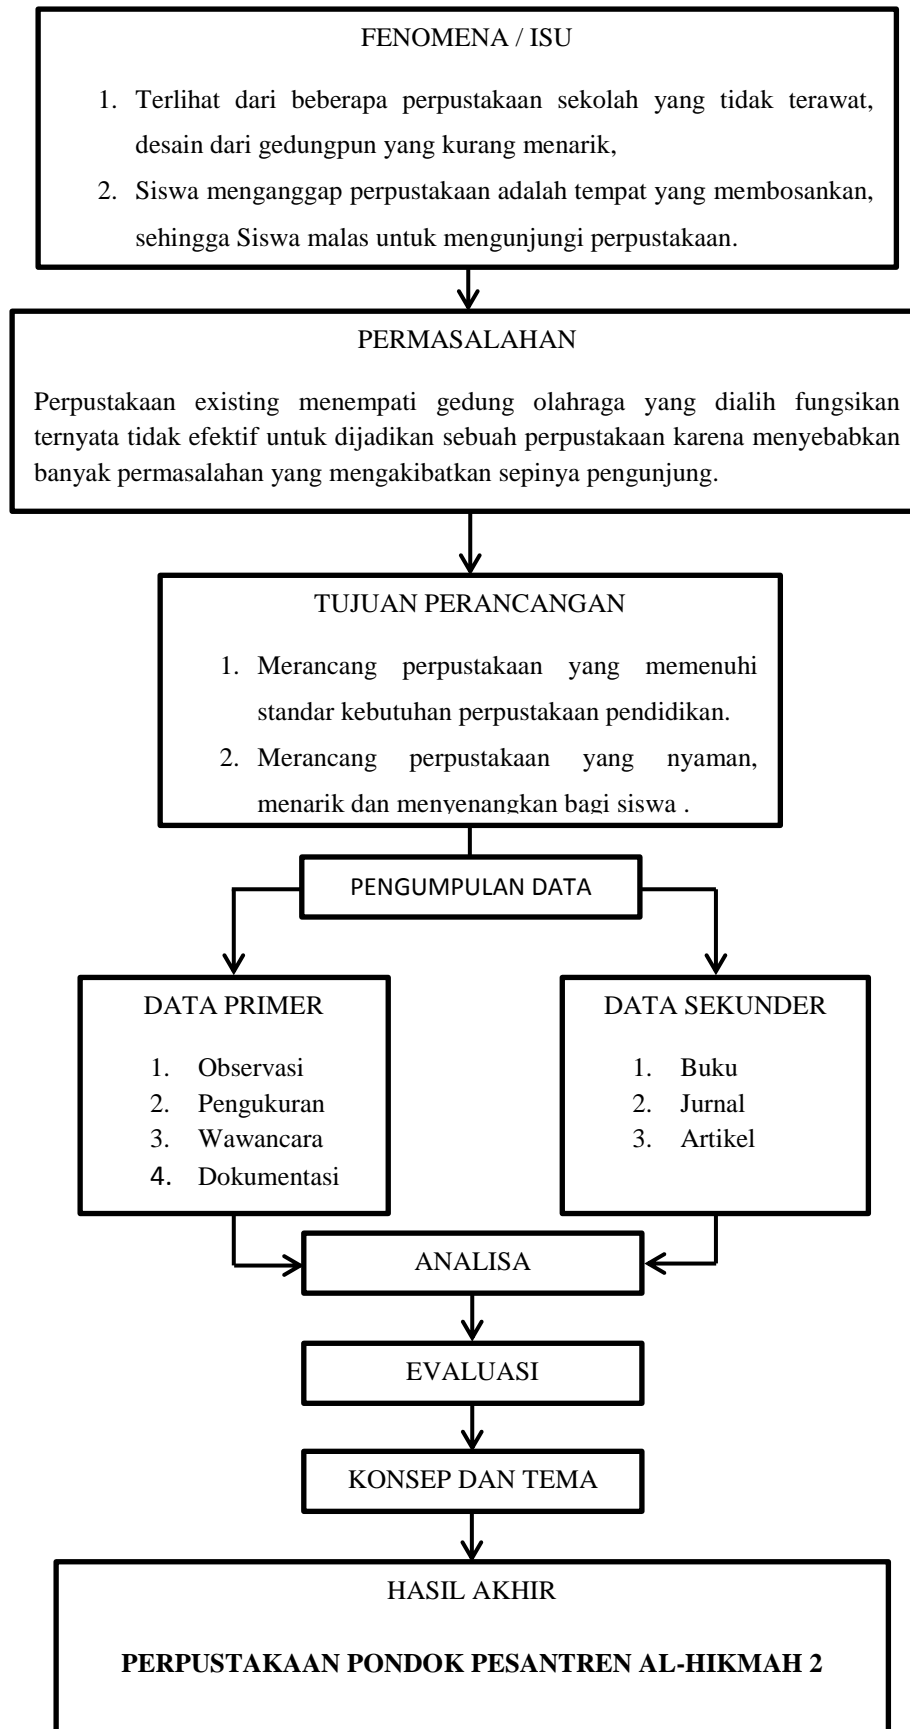 FENOMENA / ISU
1. Terlihat dari beberapa perpustakaan sekolah yang tidak terawat,
desain dari gedungpun yang kurang menarik,
2. Siswa menganggap perpustakaan adalah tempat yang membosankan,
sehingga Siswa malas untuk mengunjungi perpustakaan.
PERMASALAHAN
Perpustakaan existing menempati gedung olahraga yang dialih fungsikan
ternyata tidak efektif untuk dijadikan sebuah perpustakaan karena menyebabkan
banyak permasalahan yang mengakibatkan sepinya pengunjung.
TUJUAN PERANCANGAN
1. Merancang perpustakaan yang memenuhi
standar kebutuhan perpustakaan pendidikan.
2. Merancang perpustakaan yang nyaman,
menarik dan menyenangkan bagi siswa .
PENGUMPULAN DATA
DATA PRIMER
1. Observasi
2. Pengukuran
3. Wawancara
4. Dokumentasi
DATA SEKUNDER
1. Buku
2. Jurnal
3. Artikel
ANALISA
EVALUASI
KONSEP DAN TEMA
HASIL AKHIR
PERPUSTAKAAN PONDOK PESANTREN AL-HIKMAH 2